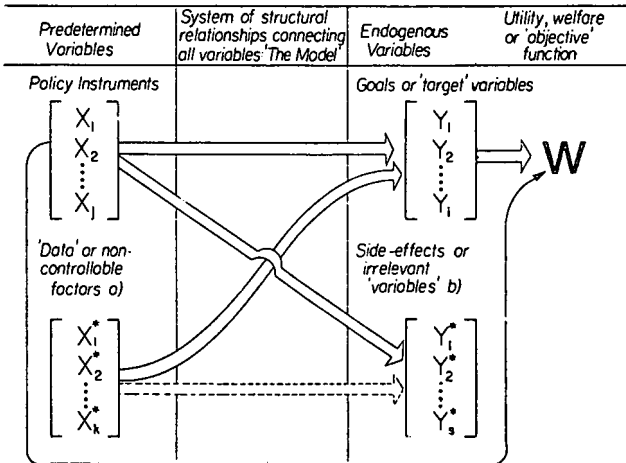 Predetermined Variables
System of structural relationships connecting all variables: 'The Model'
Endogenous Variables
Utility, welfare or 'objective' function
Policy Instruments
X₁
X₂
X₁
Goals or 'target' variables
Y₁
Y₂
Yᵢ
W
'Data' or non-controllable factors a)
X₁*
X₂*
Xₖ*
Side-effects or irrelevant 'variables' b)
Y₁*
Y₂*
Yₛ*